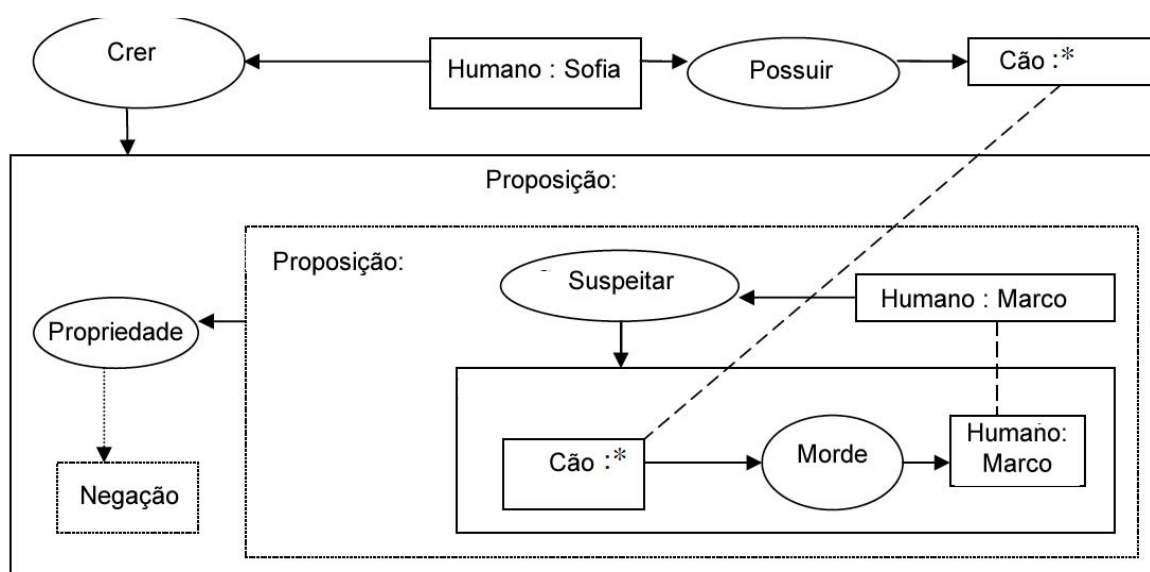 Crer
Humano : Sofia
Possuir
Cão :*
Proposição:
Proposição:
Suspeitar
Humano : Marco
Propriedade
Cão :*
Morde
Humano:
Marco
Negação